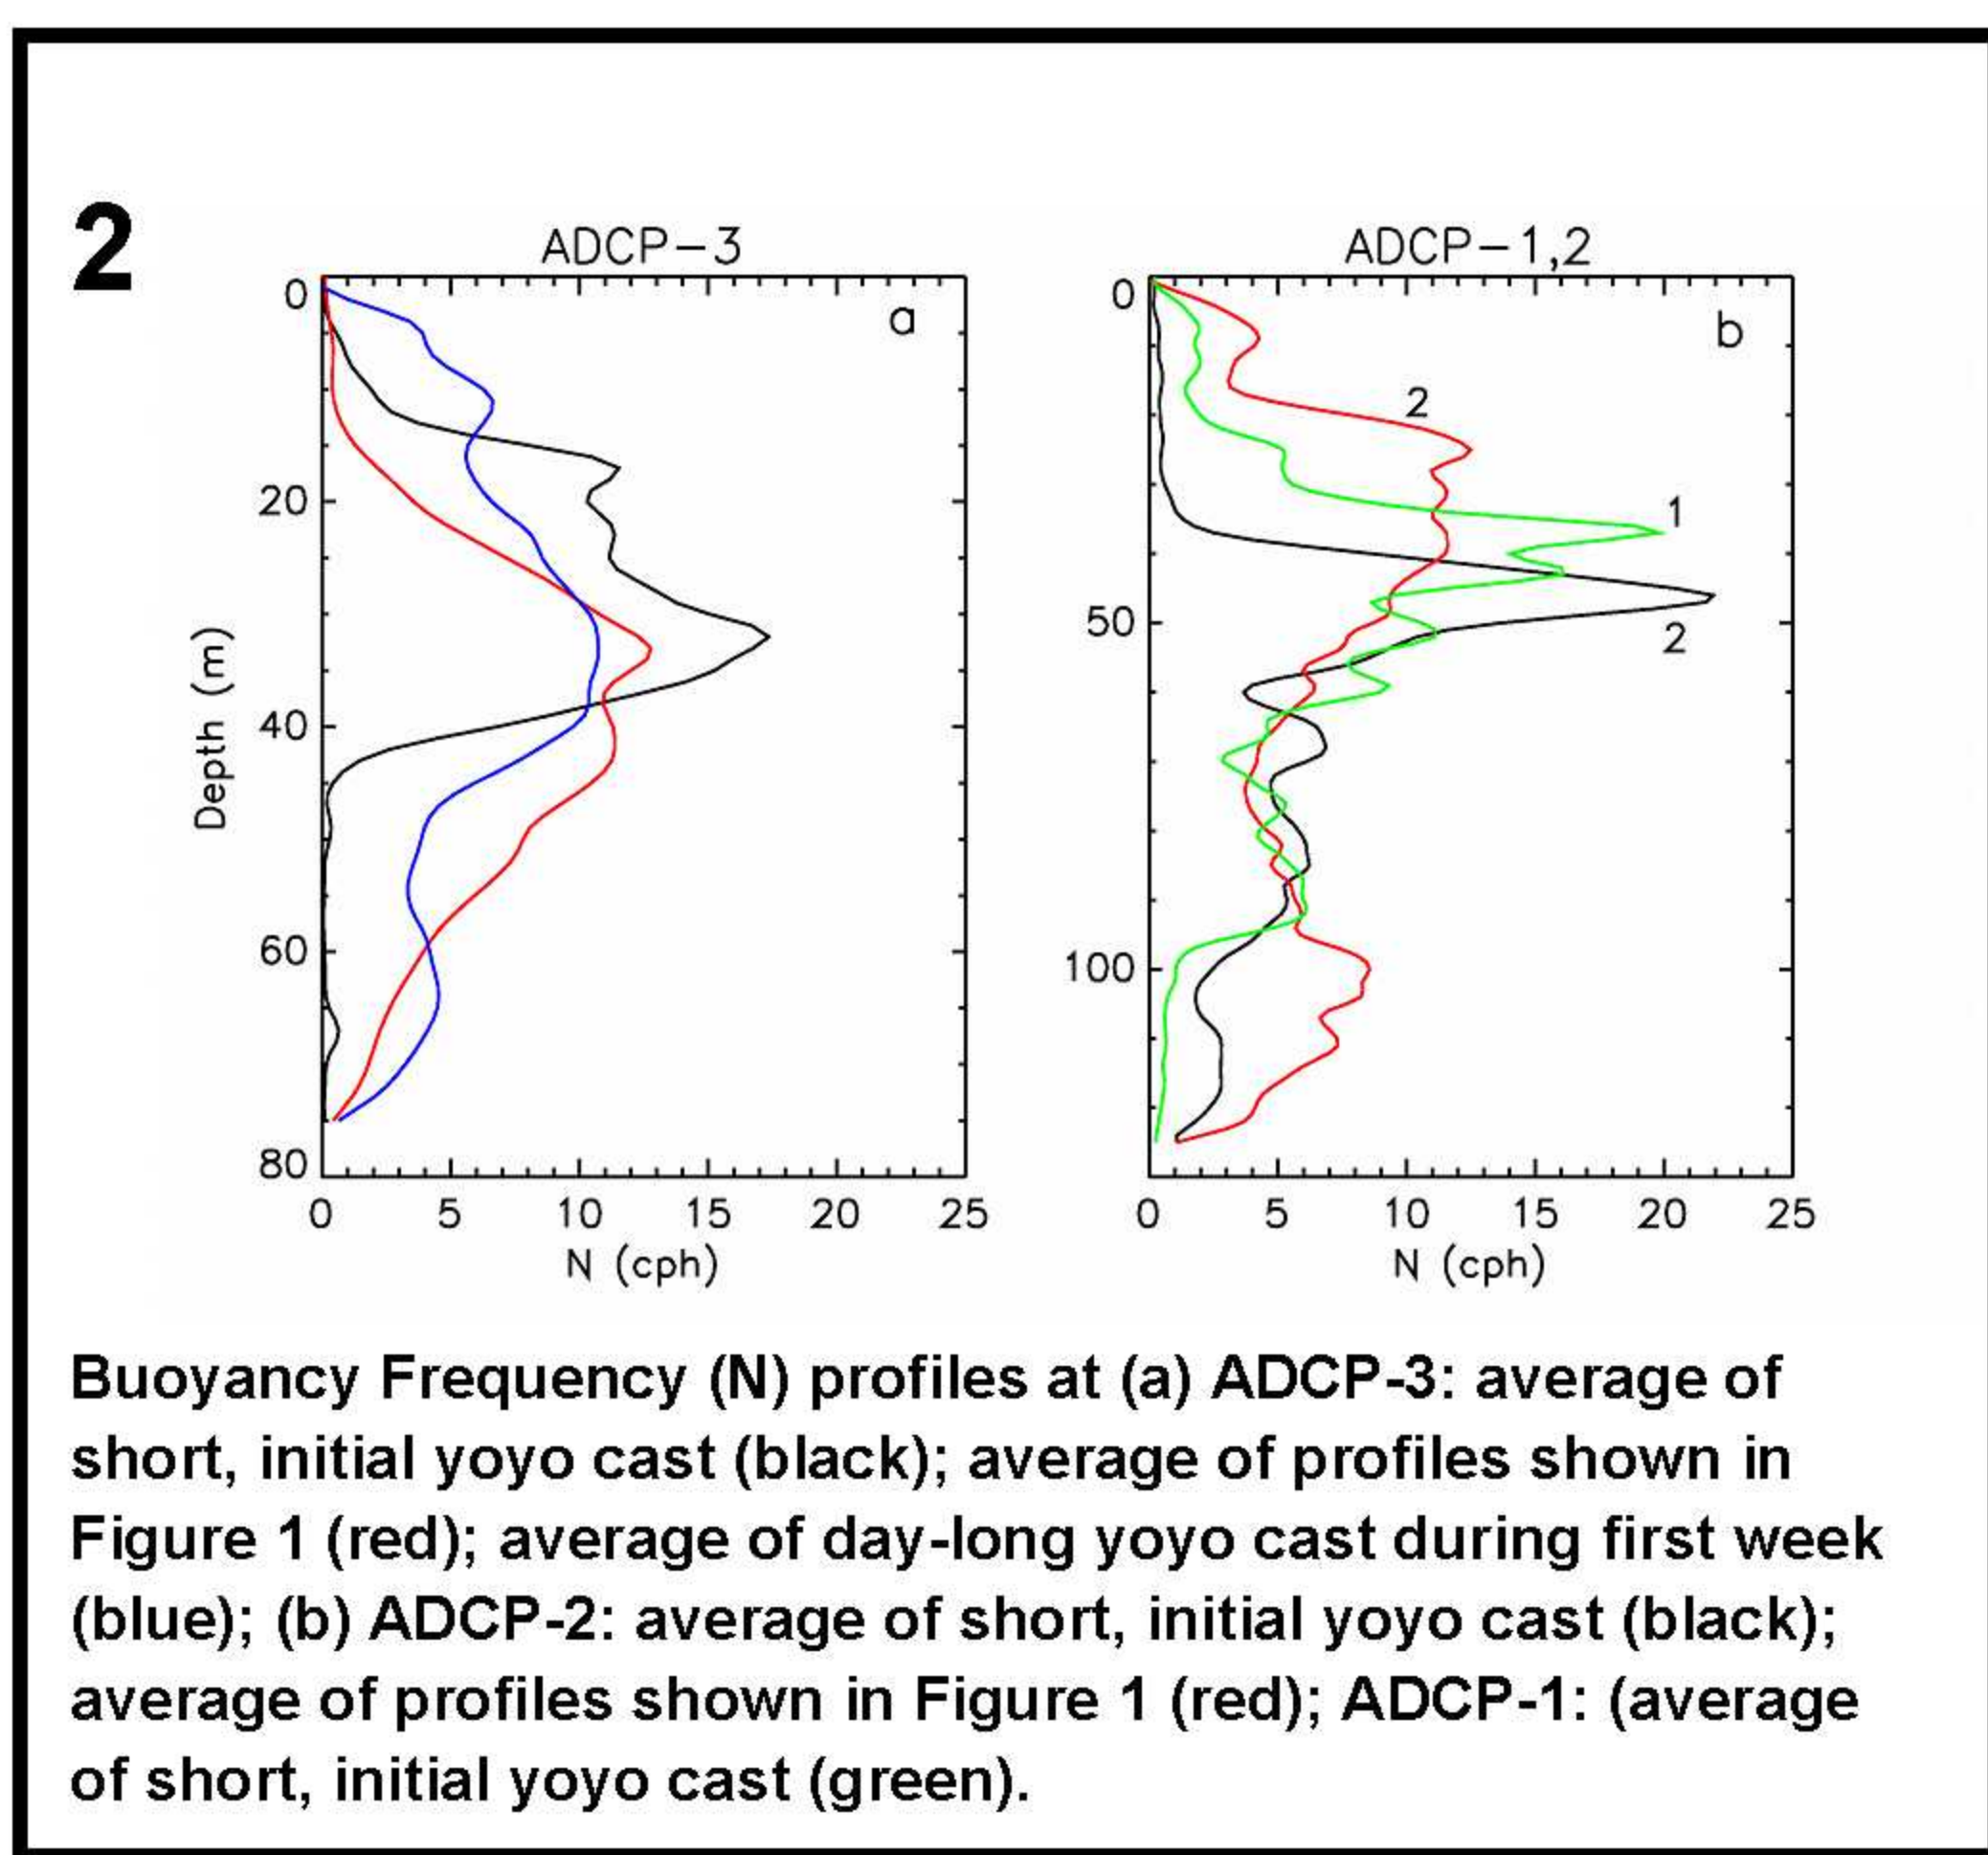 2
ADCP-3
ADCP-1,2
a
b
0
20
40
60
80
Depth (m)
0 5 10 15 20 25
N (cph)
0
50
100
2
1
2
0 5 10 15 20 25
N (cph)
Buoyancy Frequency (N) profiles at (a) ADCP-3: average of
short, initial yoyo cast (black); average of profiles shown in
Figure 1 (red); average of day-long yoyo cast during first week
(blue); (b) ADCP-2: average of short, initial yoyo cast (black);
average of profiles shown in Figure 1 (red); ADCP-1: (average
of short, initial yoyo cast (green).